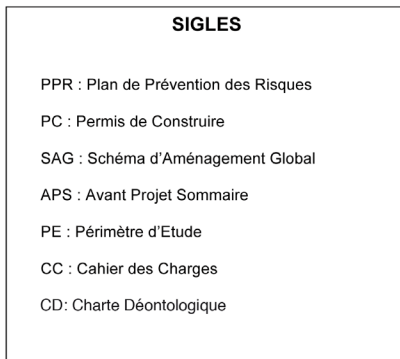 SIGLES
PPR : Plan de Prévention des Risques
PC : Permis de Construire
SAG : Schéma d'Aménagement Global
APS : Avant Projet Sommaire
PE : Périmètre d'Etude
CC : Cahier des Charges
CD: Charte Déontologique